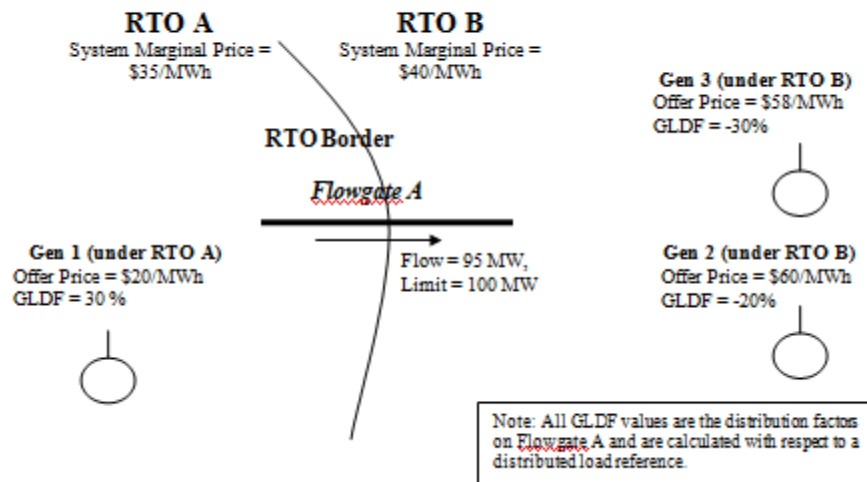 RTO A
System Marginal Price =
$35/MWh
RTO B
System Marginal Price =
$40/MWh
Gen 3 (under RTO B)
Offer Price = $58/MWh
GLDF = -30%
RTO Border
Flowgate A
Gen 1 (under RTO A)
Offer Price = $20/MWh
GLDF = 30 %
Flow = 95 MW,
Limit = 100 MW
Gen 2 (under RTO B)
Offer Price = $60/MWh
GLDF = -20%
Note: All GLDF values are the distribution factors
on Flowgate A and are calculated with respect to a
distributed load reference.